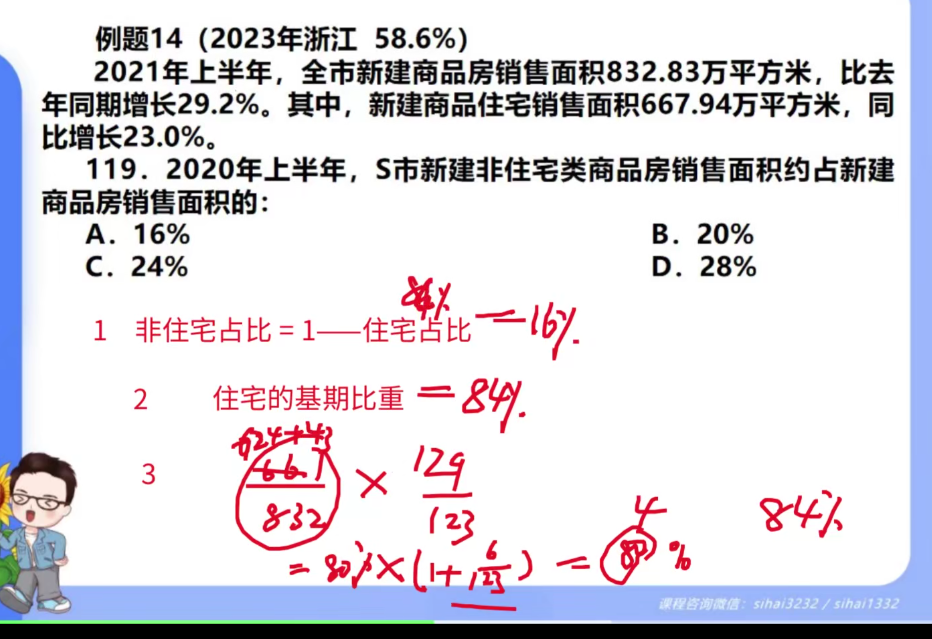 例题14（2023年浙江 58.6%）
2021年上半年，全市新建商品房销售面积832.83万平方米，比去
年同期增长29.2%。其中，新建商品住宅销售面积667.94万平方米，同
比增长23.0%。
119．2020年上半年，S市新建非住宅类商品房销售面积约占新建
商品房销售面积的：
A．16% B．20%
C．24% D．28%
84%
1 非住宅占比 = 1——住宅占比 = 16%.
2 住宅的基期比重 = 84%.
624+43
3 667/832 × 129/123
4 84%
= 80% × (1 + 6/123) = %
课程咨询微信：sihai3232 / sihai1332